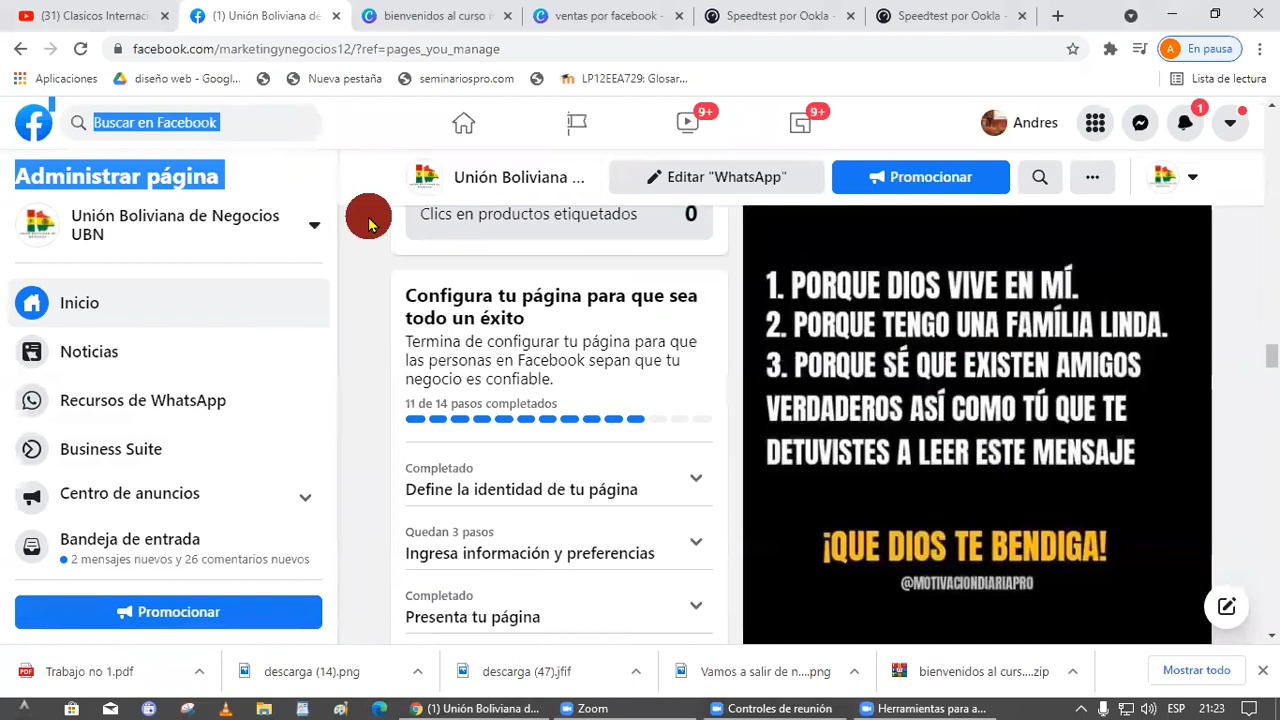 (31) Clasicos Internaci
(1) Unión Boliviana de
bienvenidos al curso i
ventas por facebook -
Speedtest por Ookla -
Speedtest por Ookla -
facebook.com/marketingynegocios12/?ref=pages_you_manage
A En pausa
Aplicaciones
diseño web - Googl...
Nueva pestaña
seminariospro.com
LP12EEA729: Glosar...
Lista de lectura
Buscar en Facebook
9+
9+
Andres
1
Administrar página
Unión Boliviana ...
Editar "WhatsApp"
Promocionar
Unión Boliviana de Negocios
UBN
Inicio
Noticias
Recursos de WhatsApp
Business Suite
Centro de anuncios
Bandeja de entrada
2 mensajes nuevos y 26 comentarios nuevos
Promocionar
Clics en productos etiquetados 0
Configura tu página para que sea
todo un éxito
Termina de configurar tu página para que
las personas en Facebook sepan que tu
negocio es confiable.
11 de 14 pasos completados
Completado
Define la identidad de tu página
Quedan 3 pasos
Ingresa información y preferencias
Completado
Presenta tu página
1. PORQUE DIOS VIVE EN MÍ.
2. PORQUE TENGO UNA FAMÍLIA LINDA.
3. PORQUE SÉ QUE EXISTEN AMIGOS
VERDADEROS ASÍ COMO TÚ QUE TE
DETUVISTES A LEER ESTE MENSAJE
¡QUE DIOS TE BENDIGA!
@MOTIVACIONDIARIAPRO
Trabajo no 1.pdf
descarga (14).png
descarga (47).jfif
Vamos a salir de n....png
bienvenidos al curs....zip
Mostrar todo
(1) Unión Boliviana d...
Zoom
Controles de reunión
Herramientas para a...
ESP
21:23